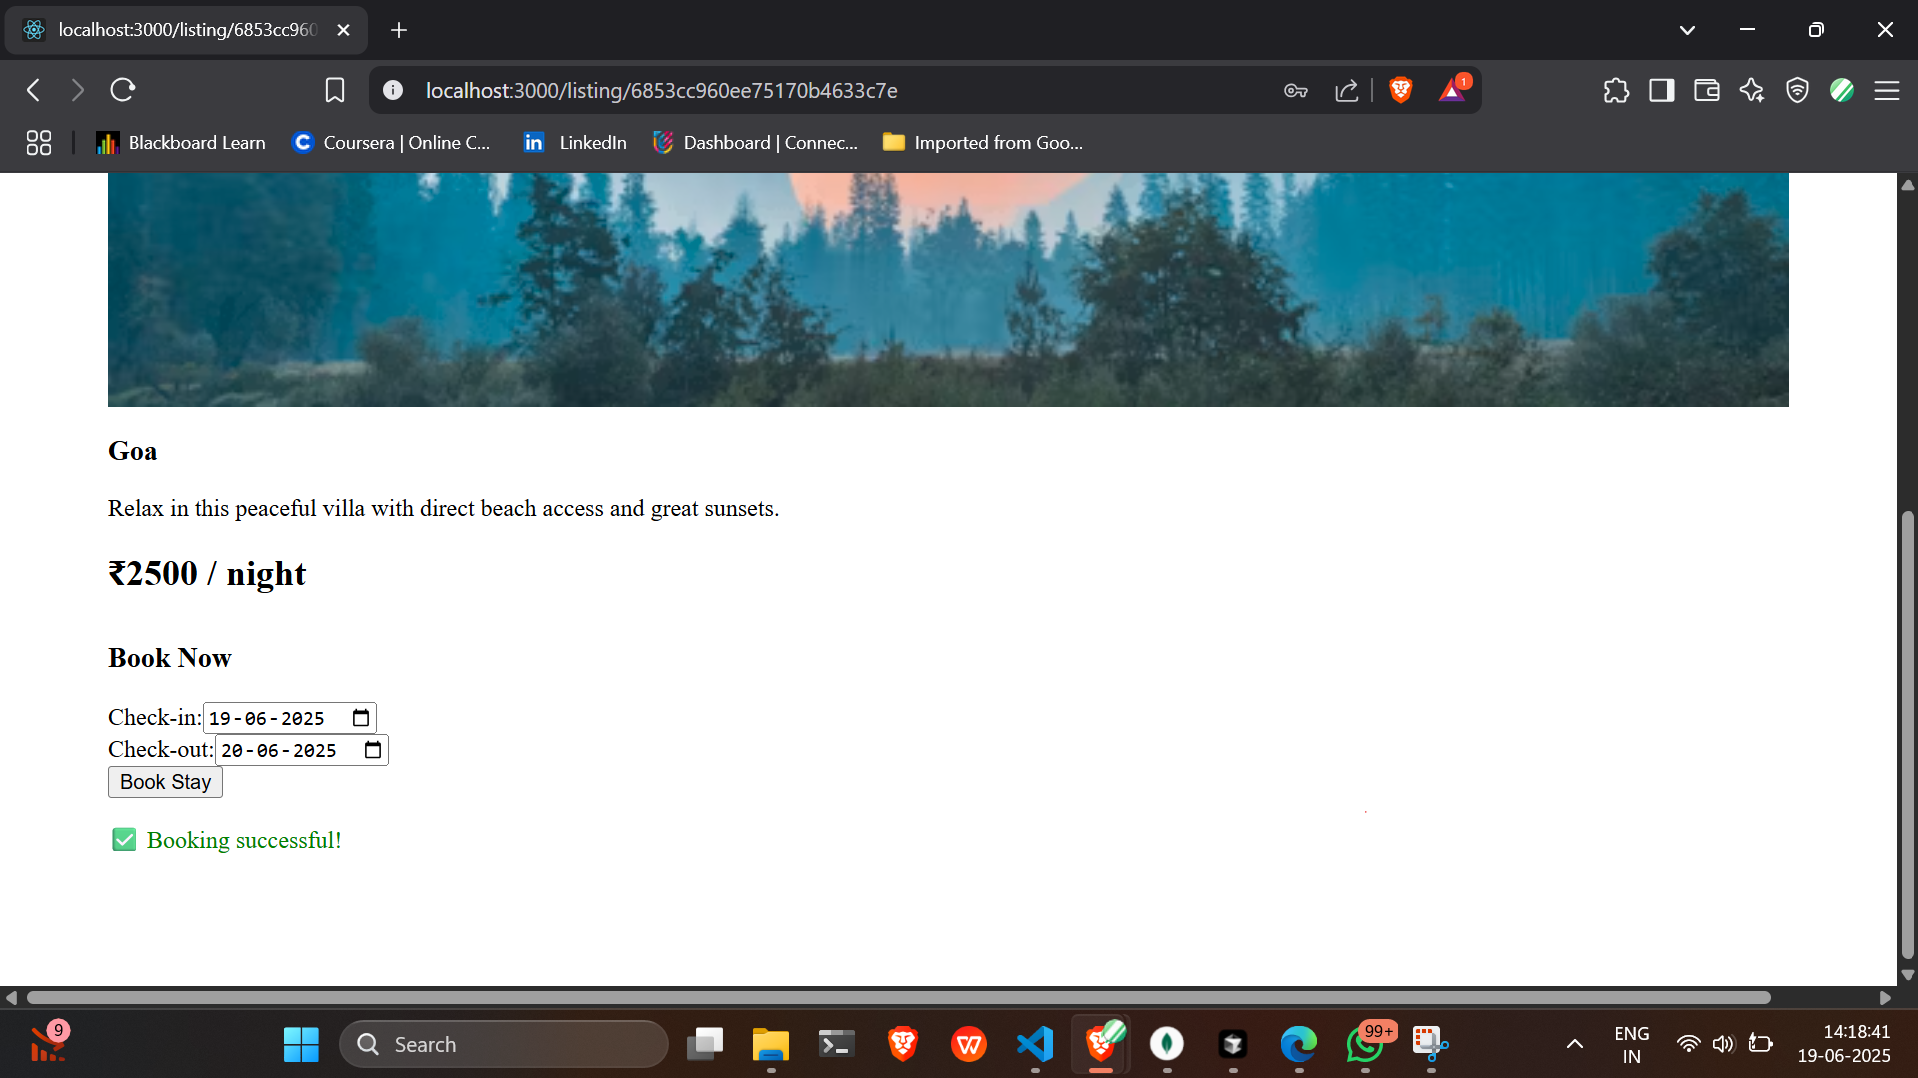 localhost:3000/listing/6853cc960
localhost:3000/listing/6853cc960ee75170b4633c7e
1
Blackboard Learn
Coursera | Online C...
LinkedIn
Dashboard | Connec...
Imported from Goo...
Goa
Relax in this peaceful villa with direct beach access and great sunsets.
₹2500 / night
Book Now
Check-in: 19-06-2025
Check-out: 20-06-2025
Book Stay
✅ Booking successful!
9
Search
99+
ENG
IN
14:18:41
19-06-2025